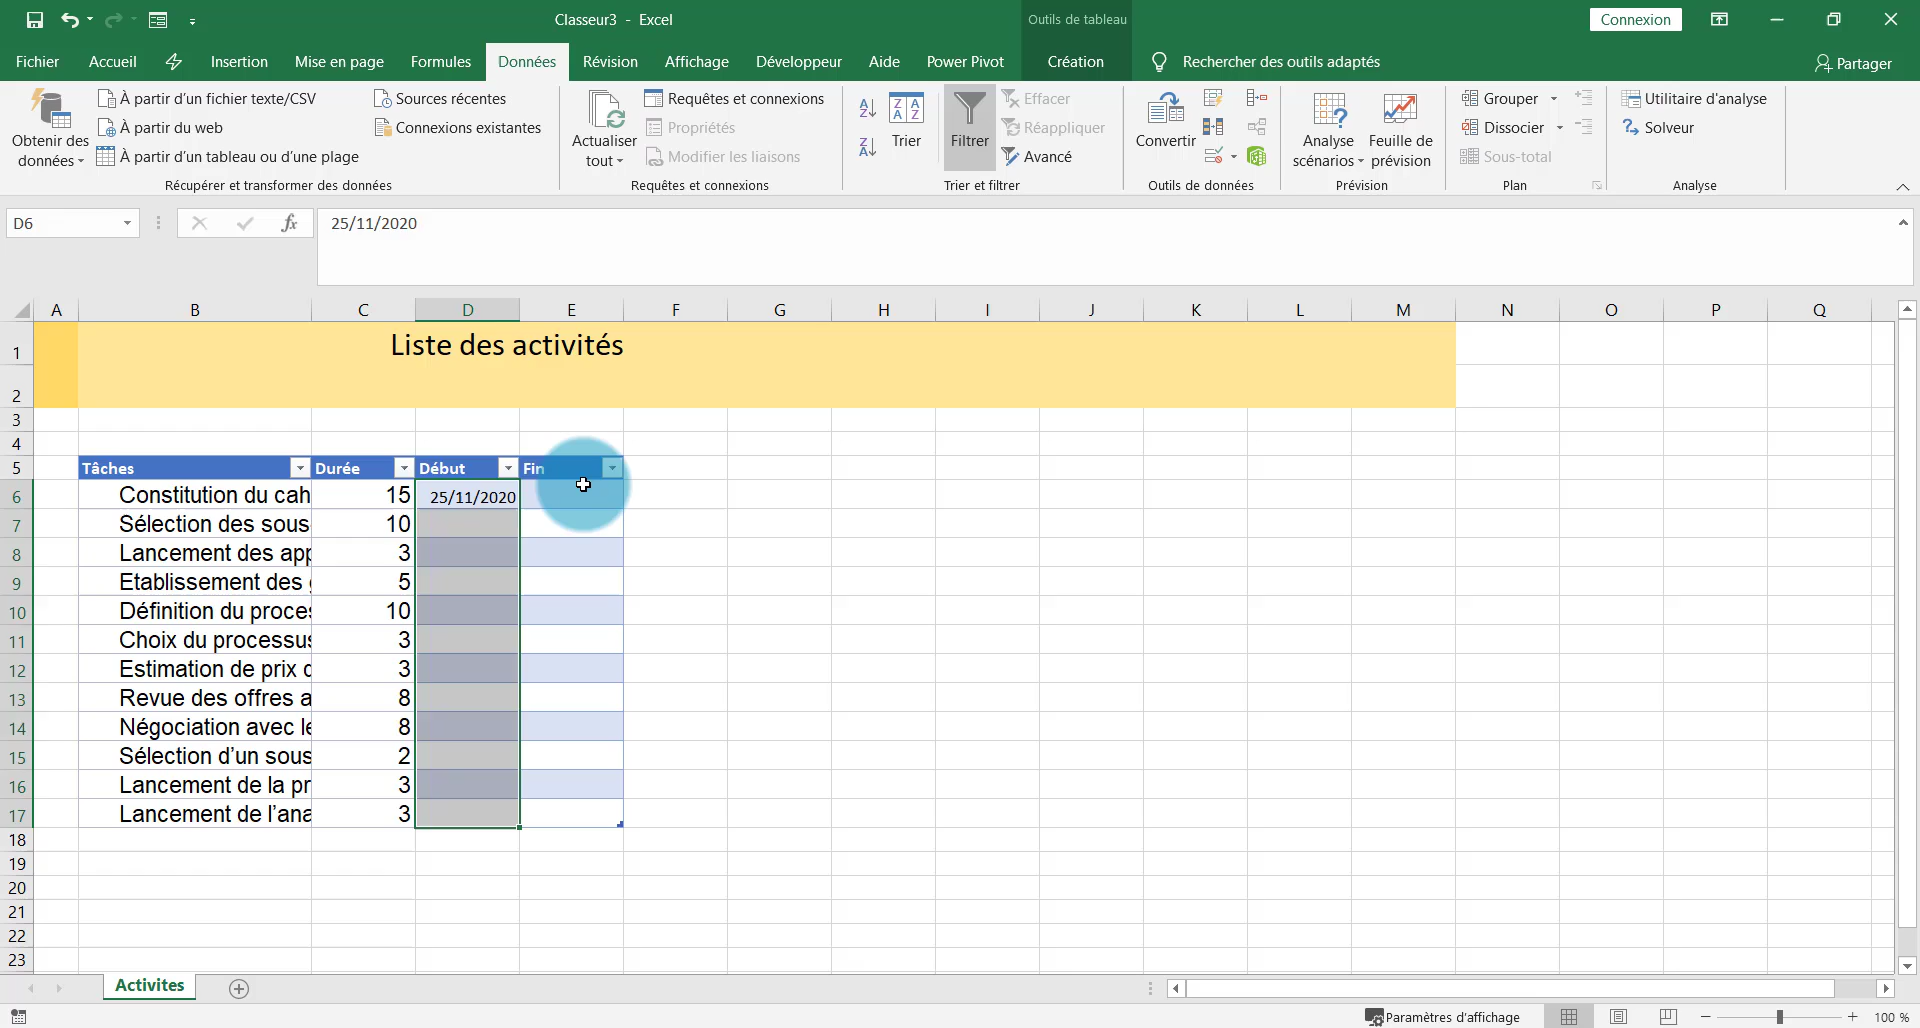 Classeur3 - Excel
Outils de tableau
Connexion
Fichier Accueil Insertion Mise en page Formules Données Révision Affichage Développeur Aide Power Pivot Création Rechercher des outils adaptés Partager
Obtenir des données
À partir d'un fichier texte/CSV
À partir du web
À partir d'un tableau ou d'une plage
Sources récentes
Connexions existantes
Récupérer et transformer des données
Actualiser tout
Requêtes et connexions
Propriétés
Modifier les liaisons
Requêtes et connexions
Trier
Filtrer
Effacer
Réappliquer
Avancé
Trier et filtrer
Convertir
Outils de données
Analyse scénarios
Feuille de prévision
Prévision
Grouper
Dissocier
Sous-total
Plan
Utilitaire d'analyse
Solveur
Analyse
D6 fx 25/11/2020
A B C D E F G H I J K L M N O P Q
1 Liste des activités
2
3
4
5 Tâches Durée Début Fin
6 Constitution du cah 15 25/11/2020
7 Sélection des sous 10
8 Lancement des app 3
9 Etablissement des 5
10 Définition du proces 10
11 Choix du processus 3
12 Estimation de prix d 3
13 Revue des offres a 8
14 Négociation avec le 8
15 Sélection d'un sous 2
16 Lancement de la pr 3
17 Lancement de l'ana 3
18
19
20
21
22
23
Activites
Paramètres d'affichage 100 %